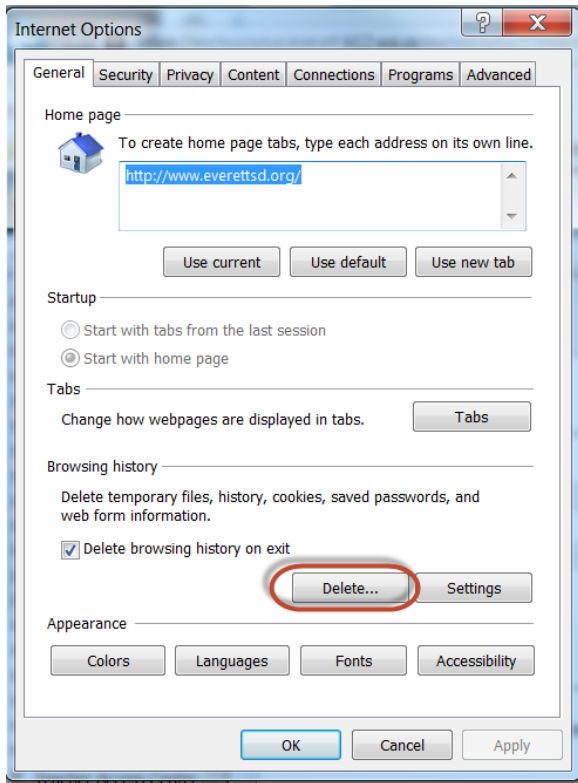 Internet Options
?
X
General Security Privacy Content Connections Programs Advanced
Home page
To create home page tabs, type each address on its own line.
http://www.everettsd.org/
Use current Use default Use new tab
Startup
Start with tabs from the last session
Start with home page
Tabs
Change how webpages are displayed in tabs. Tabs
Browsing history
Delete temporary files, history, cookies, saved passwords, and
web form information.
Delete browsing history on exit
Delete... Settings
Appearance
Colors Languages Fonts Accessibility
OK Cancel Apply